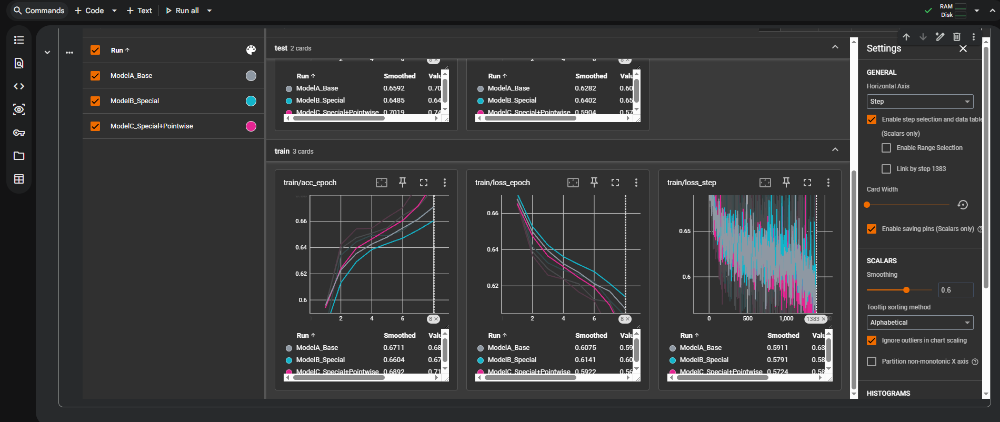 Commands + Code + Text Run all RAM
Disk
Run ↑
ModelA_Base
ModelB_Special
ModelC_Special+Pointwise
test 2 cards
2 4 6 8 ×
Run ↑ Smoothed Valu
ModelA_Base 0.6592 0.70
ModelB_Special 0.6485 0.64
ModelC_Special+Pointwise 0.7019 0.74
2 4 6 8 ×
Run ↑ Smoothed Valu
ModelA_Base 0.6282 0.60
ModelB_Special 0.6402 0.65
ModelC_Special+Pointwise 0.5904 0.57
train 3 cards
train/acc_epoch
0.66
0.64
0.62
0.6
2 4 6 8 ×
Run ↑ Smoothed Valu
ModelA_Base 0.6711 0.68
ModelB_Special 0.6604 0.67
ModelC_Special+Pointwise 0.6892 0.71
train/loss_epoch
0.66
0.64
0.62
2 4 6 8 ×
Run ↑ Smoothed Valu
ModelA_Base 0.6075 0.59
ModelB_Special 0.6141 0.60
ModelC_Special+Pointwise 0.5922 0.56
train/loss_step
0.65
0.6
0 500 1,000 1383 ×
Run ↑ Smoothed Valu
ModelA_Base 0.5911 0.63
ModelB_Special 0.5791 0.58
ModelC_Special+Pointwise 0.5724 0.58
Settings
GENERAL
Horizontal Axis
Step
Enable step selection and data table
(Scalars only)
Enable Range Selection
Link by step 1383
Card Width
Enable saving pins (Scalars only)
SCALARS
Smoothing
0.6
Tooltip sorting method
Alphabetical
Ignore outliers in chart scaling
Partition non-monotonic X axis
HISTOGRAMS